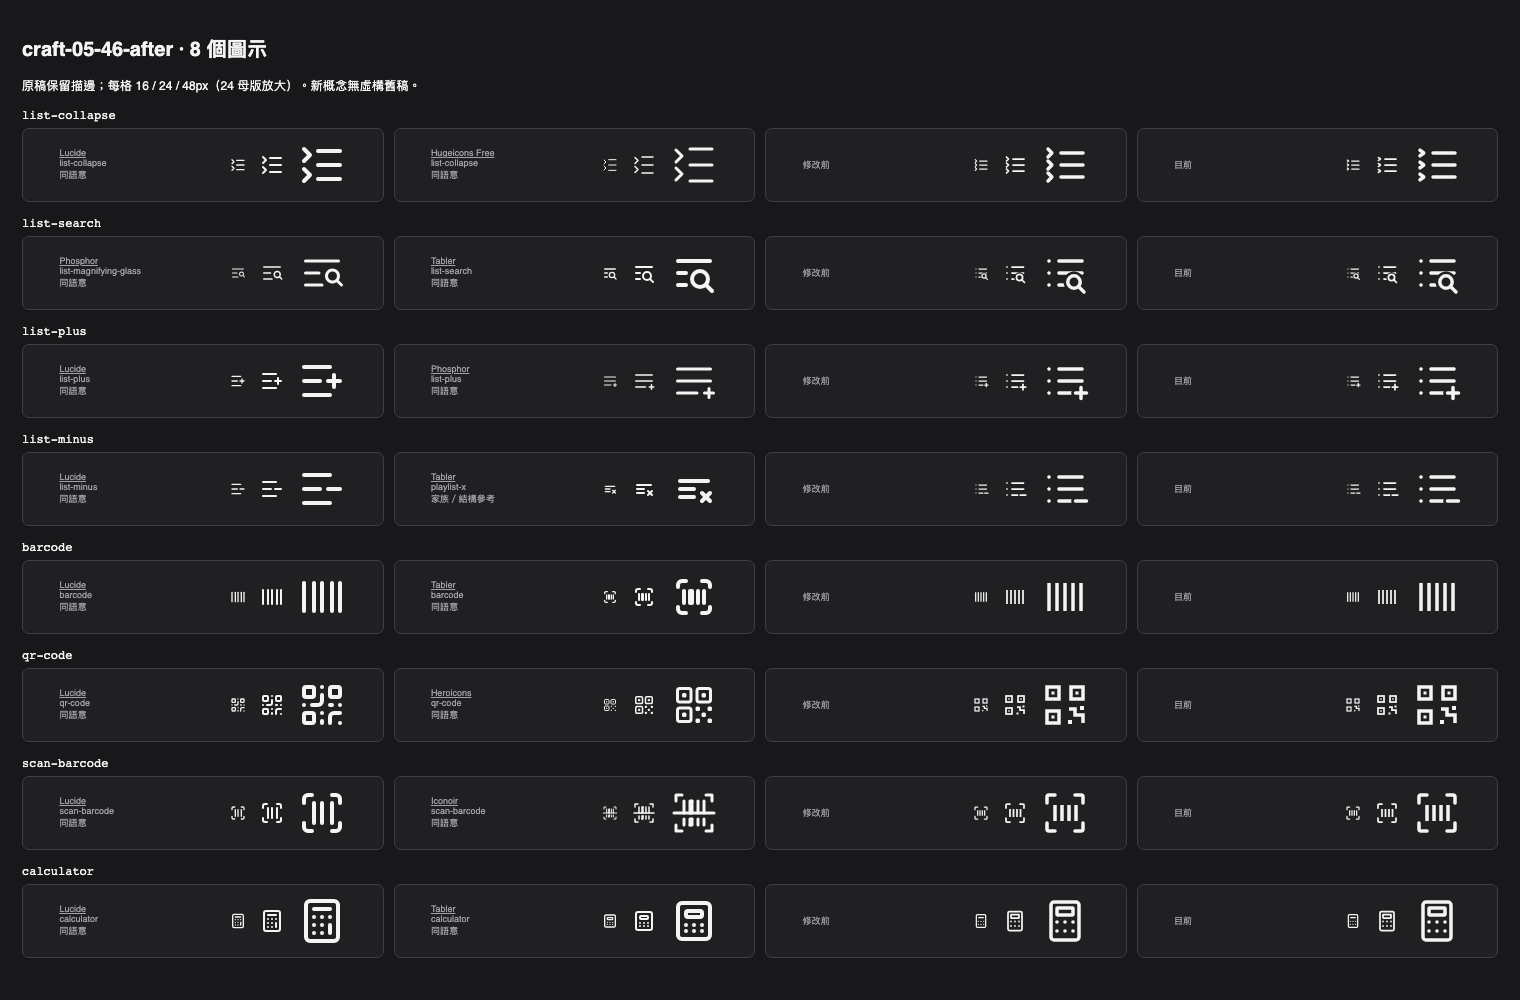 craft-05-46-after · 8 個圖示
原稿保留描邊；每格 16 / 24 / 48px（24 母版放大）。新概念無虛構舊稿。
list-collapse
Lucide
list-collapse
同語意
Hugeicons Free
list-collapse
同語意
修改前
目前
list-search
Phosphor
list-magnifying-glass
同語意
Tabler
list-search
同語意
修改前
目前
list-plus
Lucide
list-plus
同語意
Phosphor
list-plus
同語意
修改前
目前
list-minus
Lucide
list-minus
同語意
Tabler
playlist-x
家族 / 結構參考
修改前
目前
barcode
Lucide
barcode
同語意
Tabler
barcode
同語意
修改前
目前
qr-code
Lucide
qr-code
同語意
Heroicons
qr-code
同語意
修改前
目前
scan-barcode
Lucide
scan-barcode
同語意
Iconoir
scan-barcode
同語意
修改前
目前
calculator
Lucide
calculator
同語意
Tabler
calculator
同語意
修改前
目前